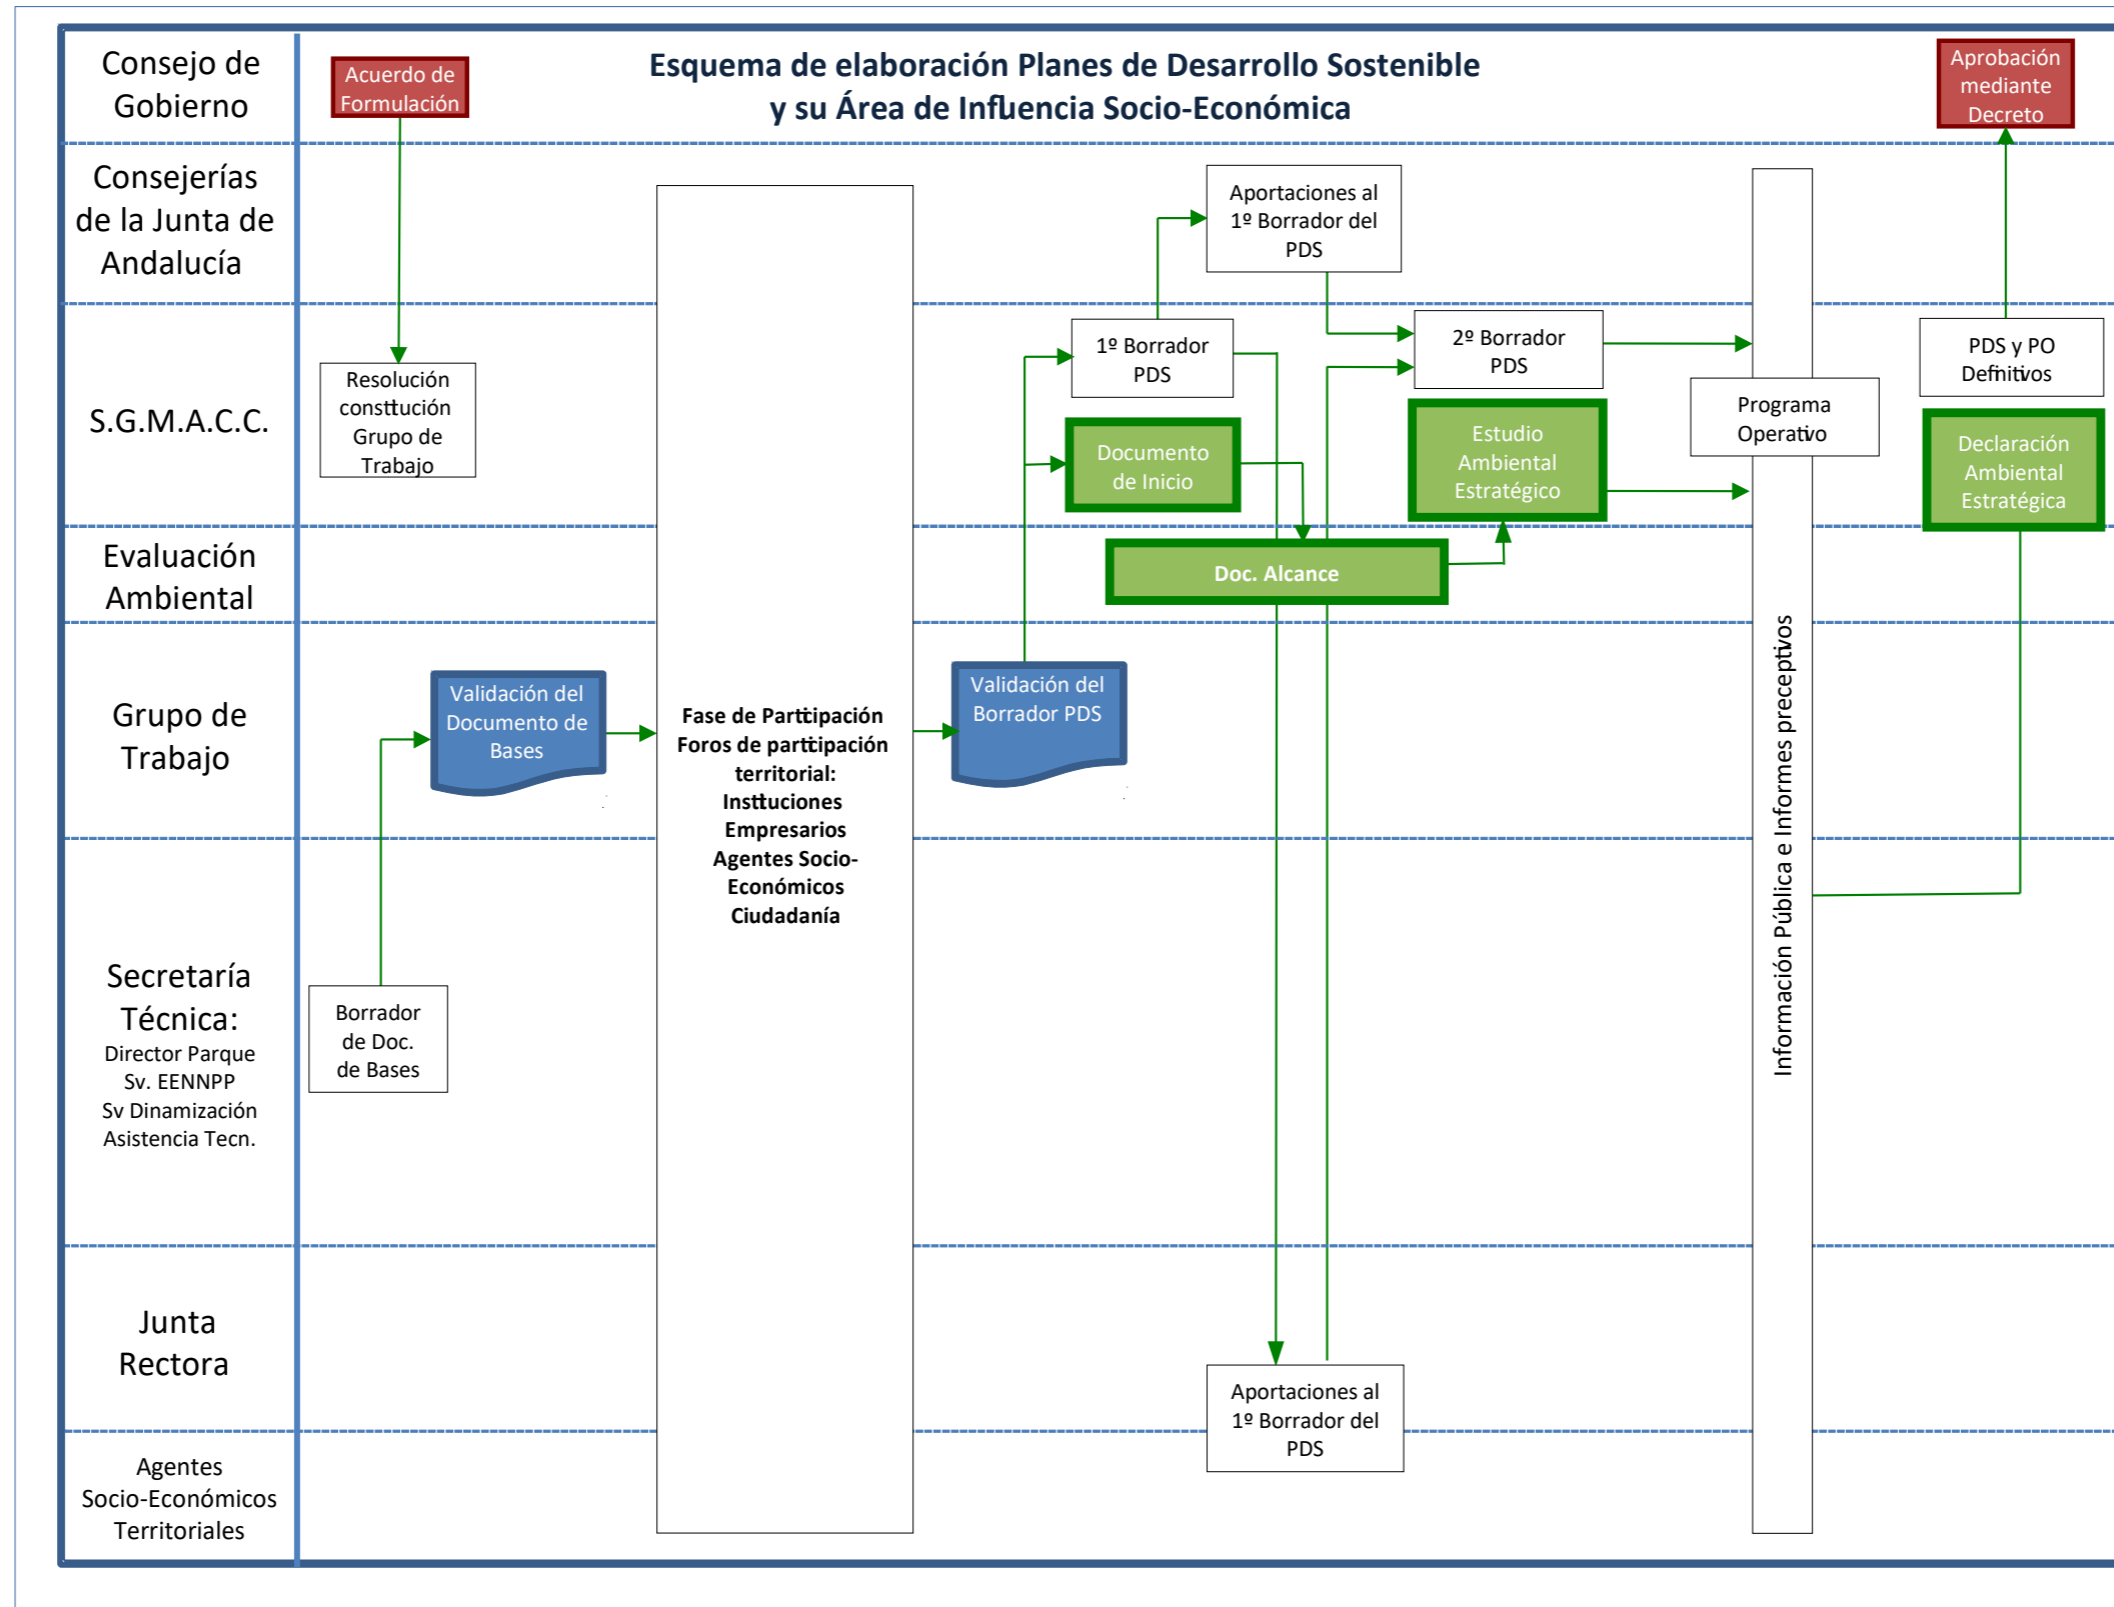 Esquema de elaboración Planes de Desarrollo Sostenible
y su Área de Influencia Socio-Económica
Consejo de
Gobierno
Acuerdo de
Formulación
Aprobación
mediante
Decreto
Consejerías
de la Junta de
Andalucía
Aportaciones al
1º Borrador del
PDS
S.G.M.A.C.C.
Resolución
constitución
Grupo de
Trabajo
1º Borrador
PDS
Documento
de Inicio
2º Borrador
PDS
Estudio
Ambiental
Estratégico
Programa
Operativo
PDS y PO
Definitivos
Declaración
Ambiental
Estratégica
Evaluación
Ambiental
Doc. Alcance
Grupo de
Trabajo
Validación del
Documento de
Bases
Fase de Participación
Foros de participación
territorial:
Instituciones
Empresarios
Agentes Socio-
Económicos
Ciudadanía
Validación del
Borrador PDS
Información Pública e Informes preceptivos
Secretaría
Técnica:
Director Parque
Sv. EENNPP
Sv Dinamización
Asistencia Tecn.
Borrador
de Doc.
de Bases
Junta
Rectora
Aportaciones al
1º Borrador del
PDS
Agentes
Socio-Económicos
Territoriales